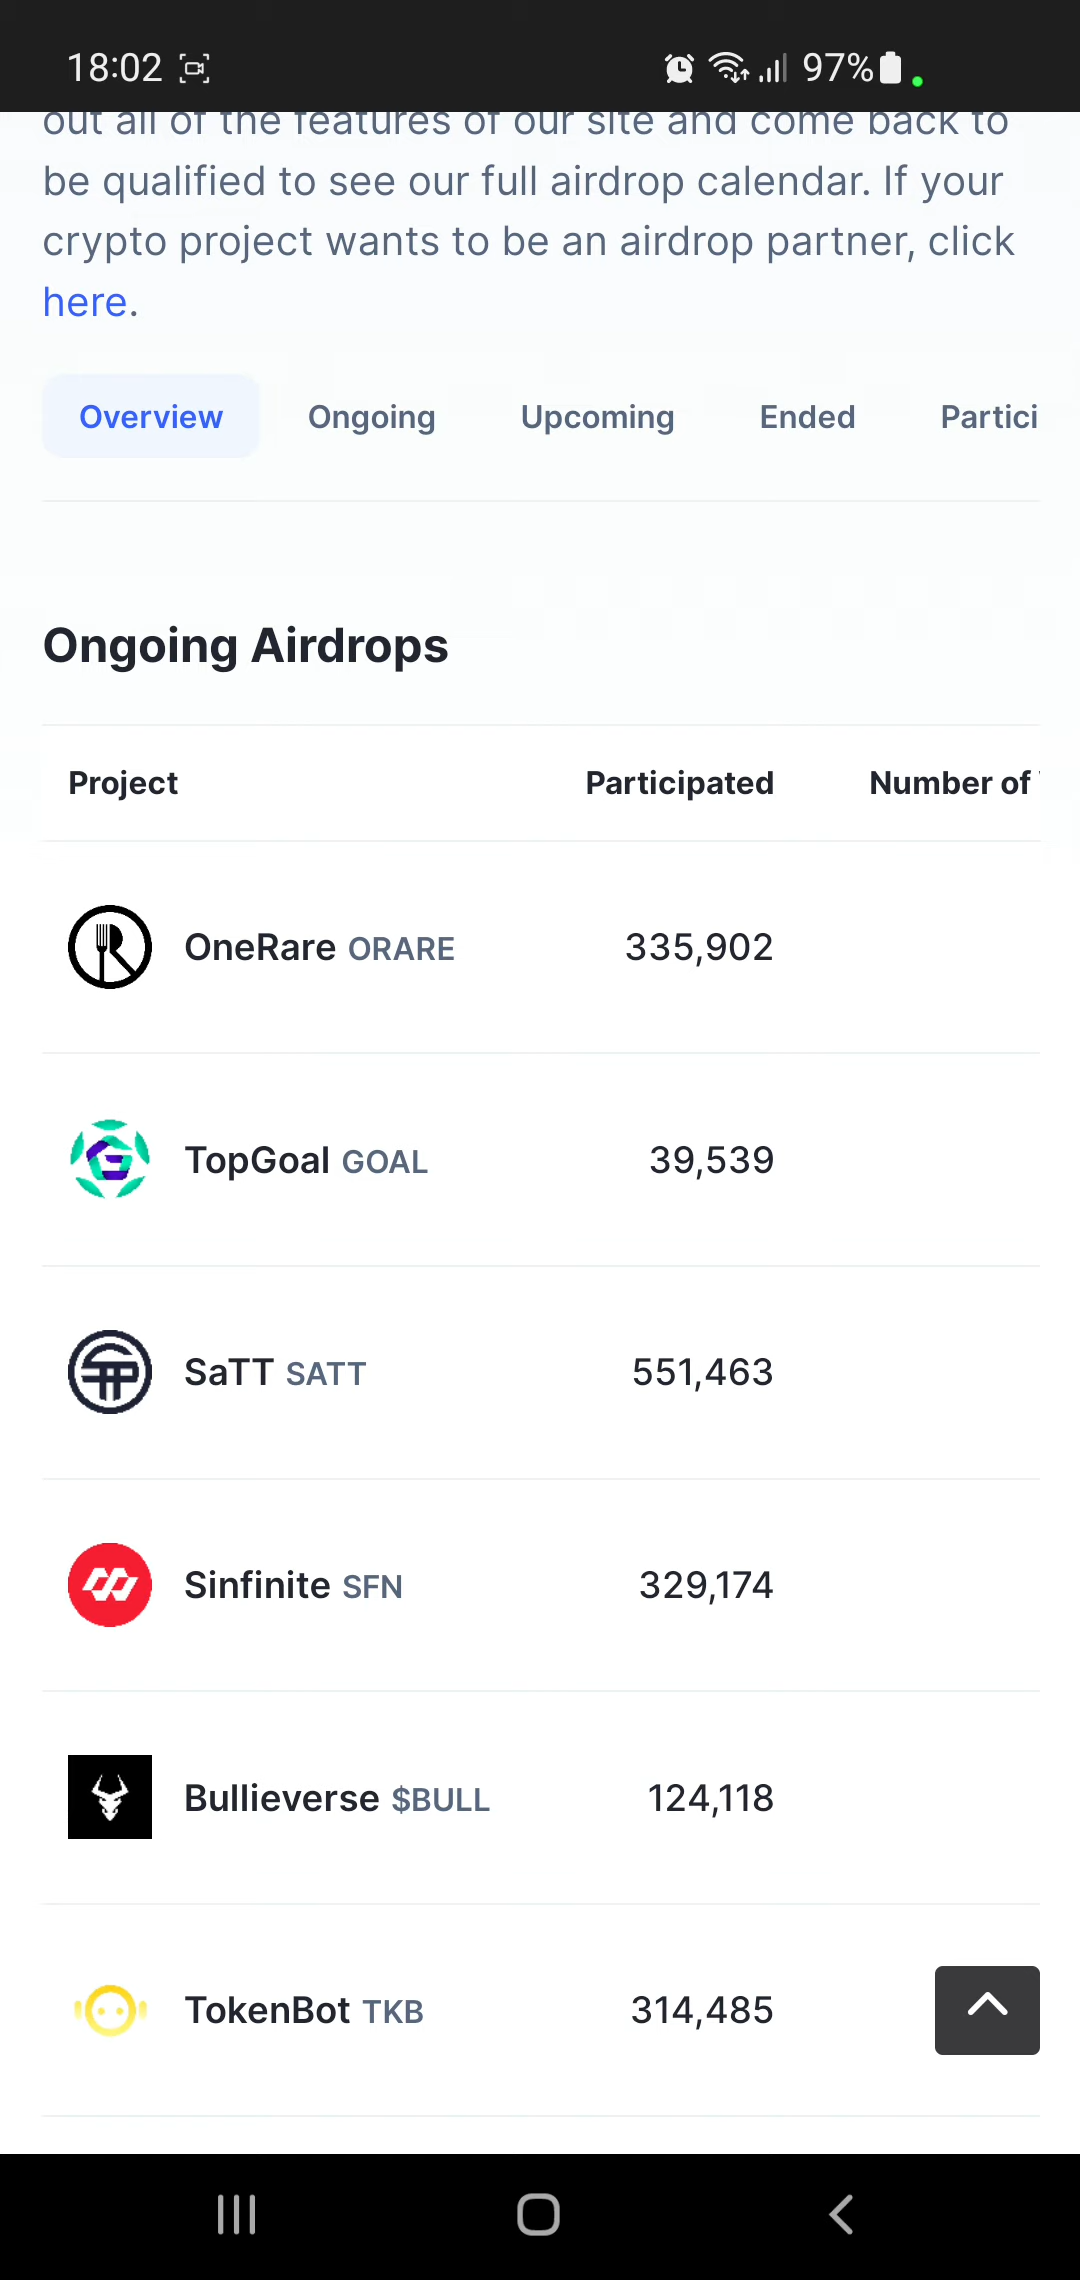 18:02
97%
out all of the features of our site and come back to
be qualified to see our full airdrop calendar. If your
crypto project wants to be an airdrop partner, click
here.
Overview Ongoing Upcoming Ended Partici
Ongoing Airdrops
Project Participated Number of
OneRare ORARE 335,902
TopGoal GOAL 39,539
SaTT SATT 551,463
Sinfinite SFN 329,174
Bullieverse $BULL 124,118
TokenBot TKB 314,485